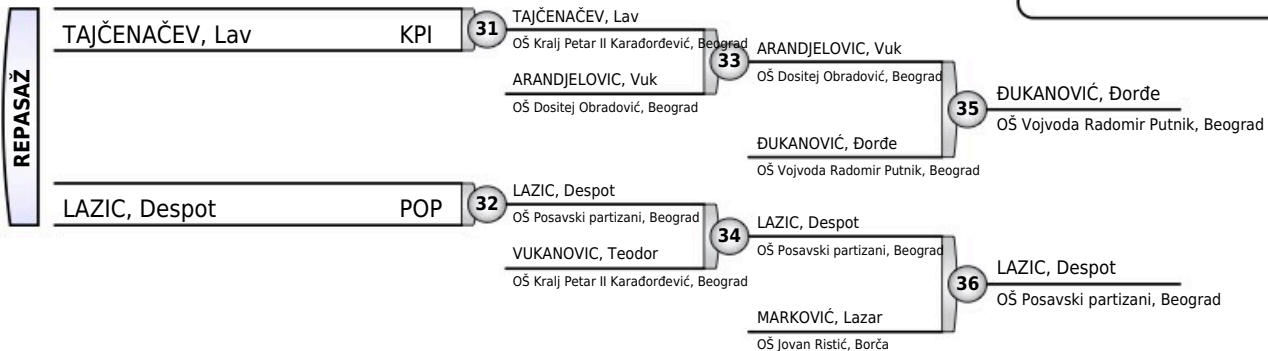 REPASAŽ
TAJČENAČEV, Lav KPI
31
TAJČENAČEV, Lav
OŠ Kralj Petar II Karađorđević, Beograd
ARANDJELOVIC, Vuk
OŠ Dositej Obradović, Beograd
33
ARANDJELOVIC, Vuk
OŠ Dositej Obradović, Beograd
ĐUKANOVIĆ, Đorđe
OŠ Vojvoda Radomir Putnik, Beograd
35
ĐUKANOVIĆ, Đorđe
OŠ Vojvoda Radomir Putnik, Beograd
LAZIC, Despot POP
32
LAZIC, Despot
OŠ Posavski partizani, Beograd
VUKANOVIC, Teodor
OŠ Kralj Petar II Karađorđević, Beograd
34
LAZIC, Despot
OŠ Posavski partizani, Beograd
MARKOVIĆ, Lazar
OŠ Jovan Ristić, Borča
36
LAZIC, Despot
OŠ Posavski partizani, Beograd